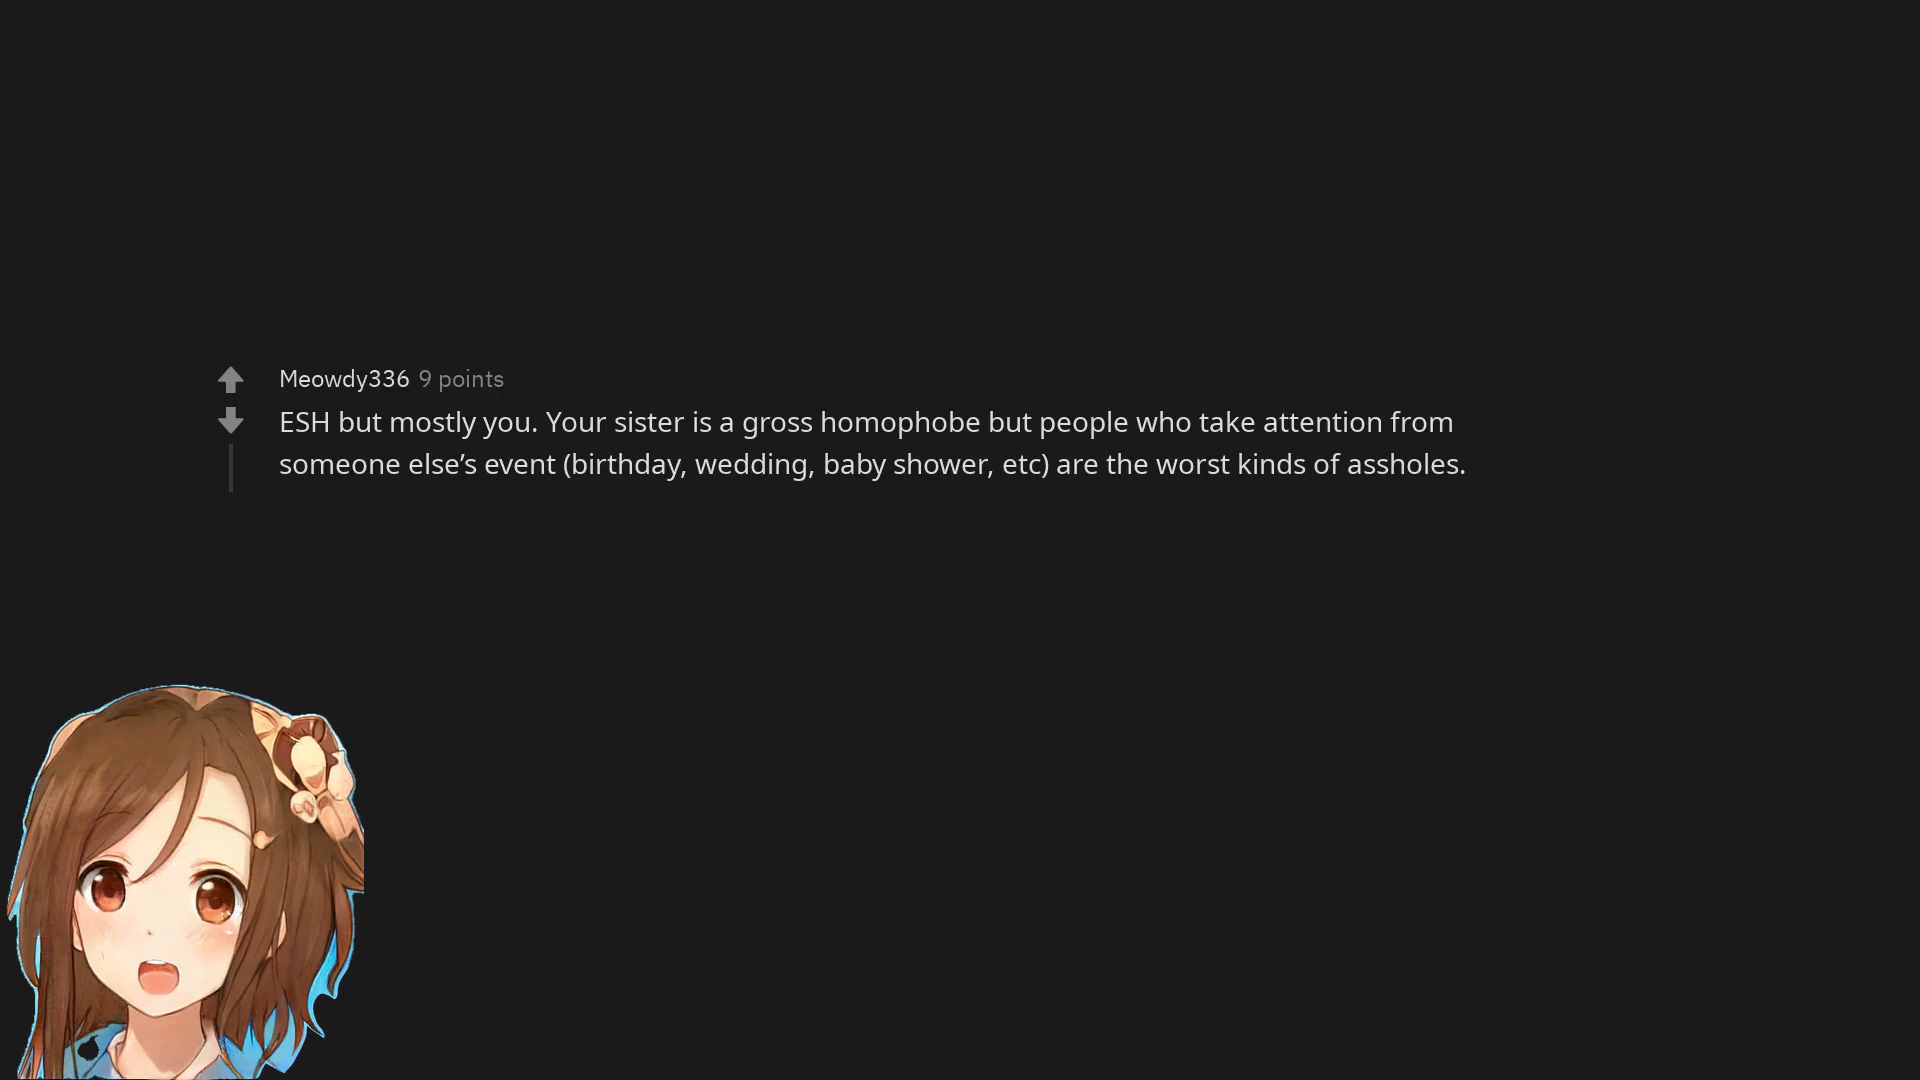 Meowdy336 9 points
ESH but mostly you. Your sister is a gross homophobe but people who take attention from
someone else’s event (birthday, wedding, baby shower, etc) are the worst kinds of assholes.